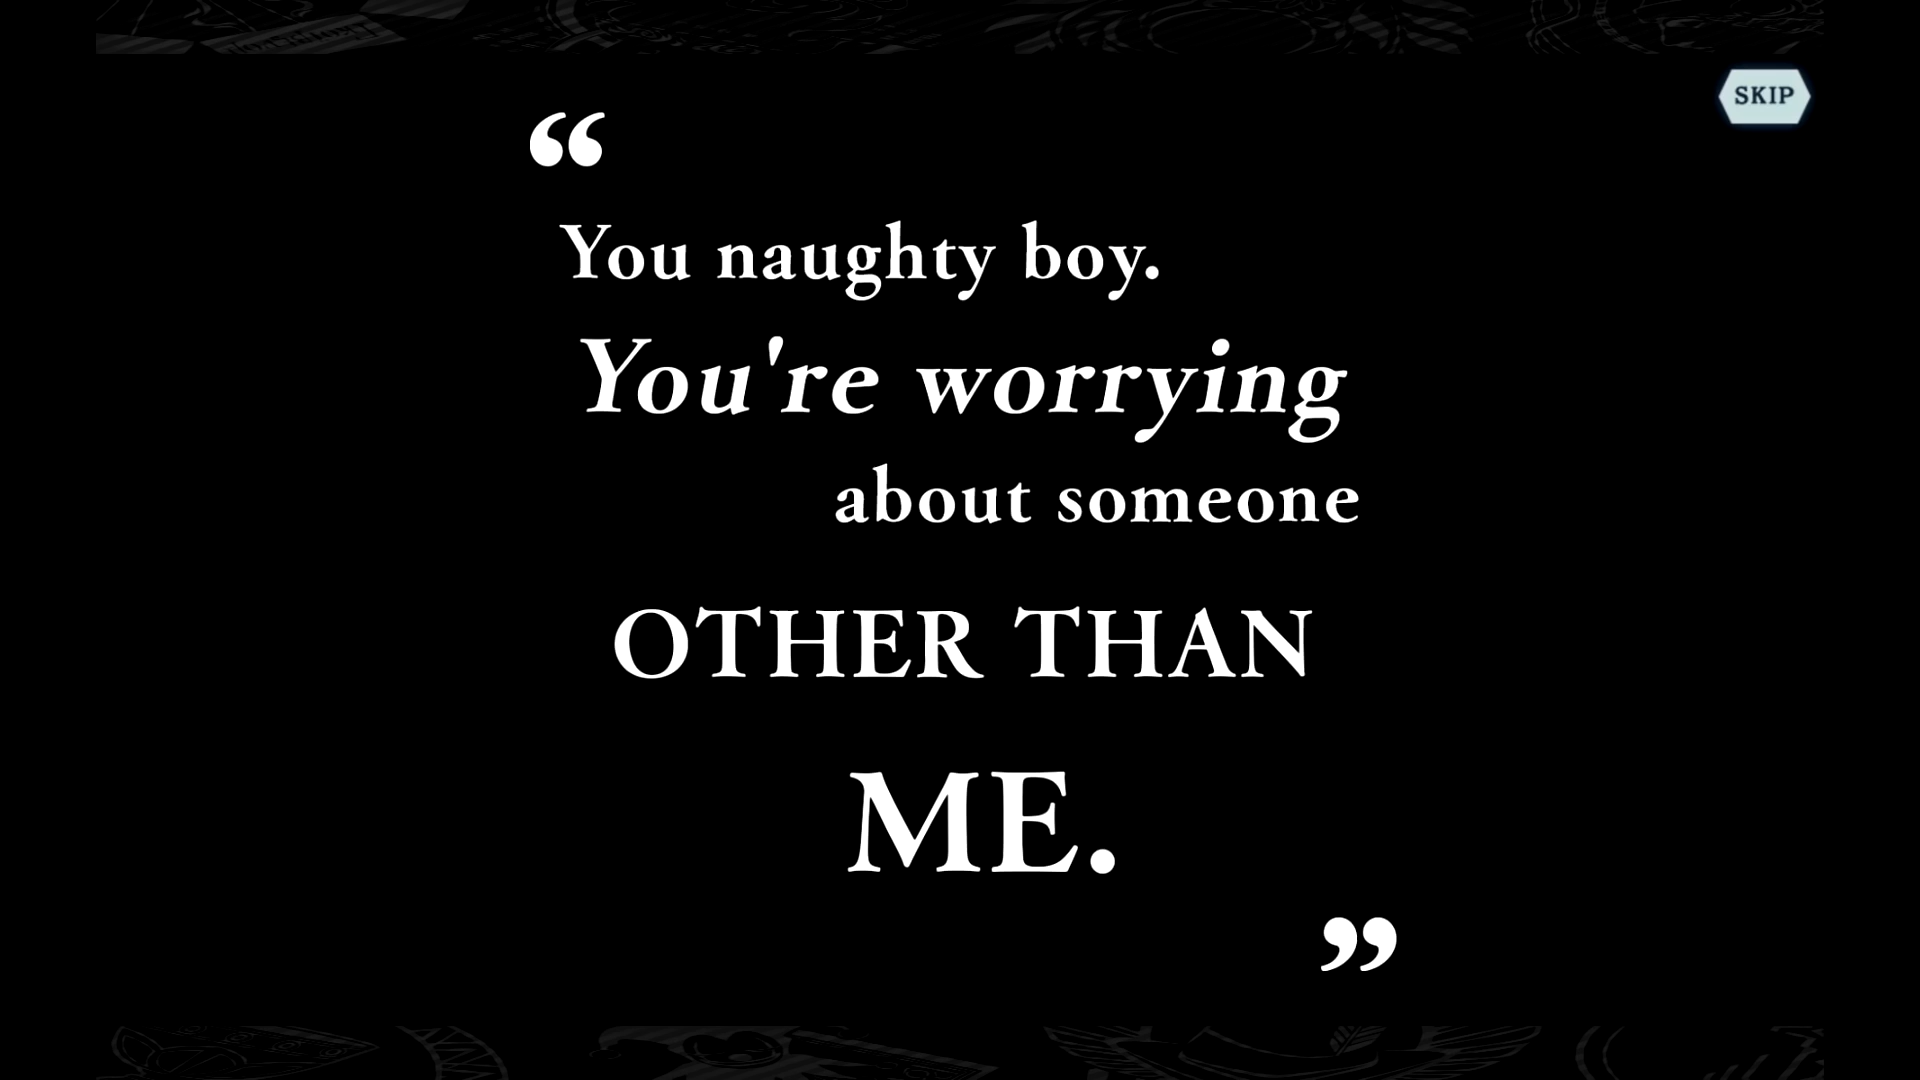 SKIP
“
You naughty boy.
You're worrying
about someone
OTHER THAN
ME.
”